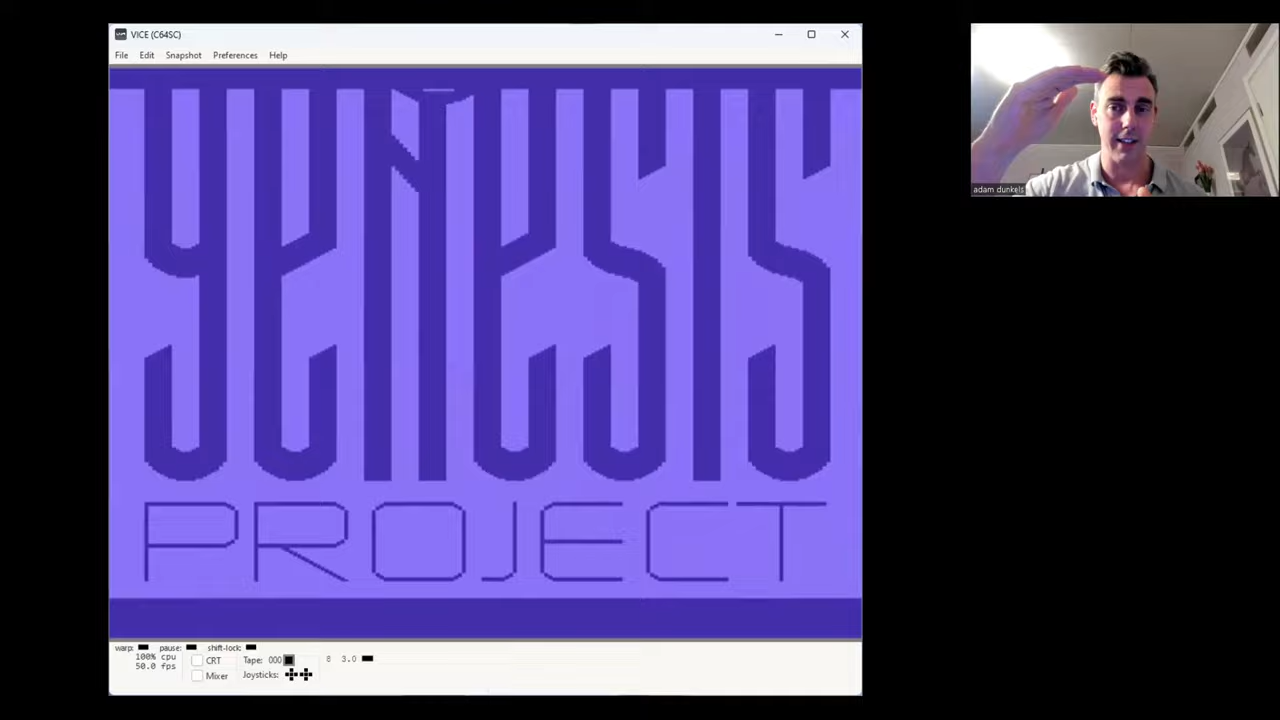 VICE (C64SC)
File Edit Snapshot Preferences Help
GENESIS
PROJECT
adam dunkels
warp: pause: shift-lock:
100% cpu
50.0 fps
CRT
Mixer
Tape: 000
Joysticks:
8 3.0